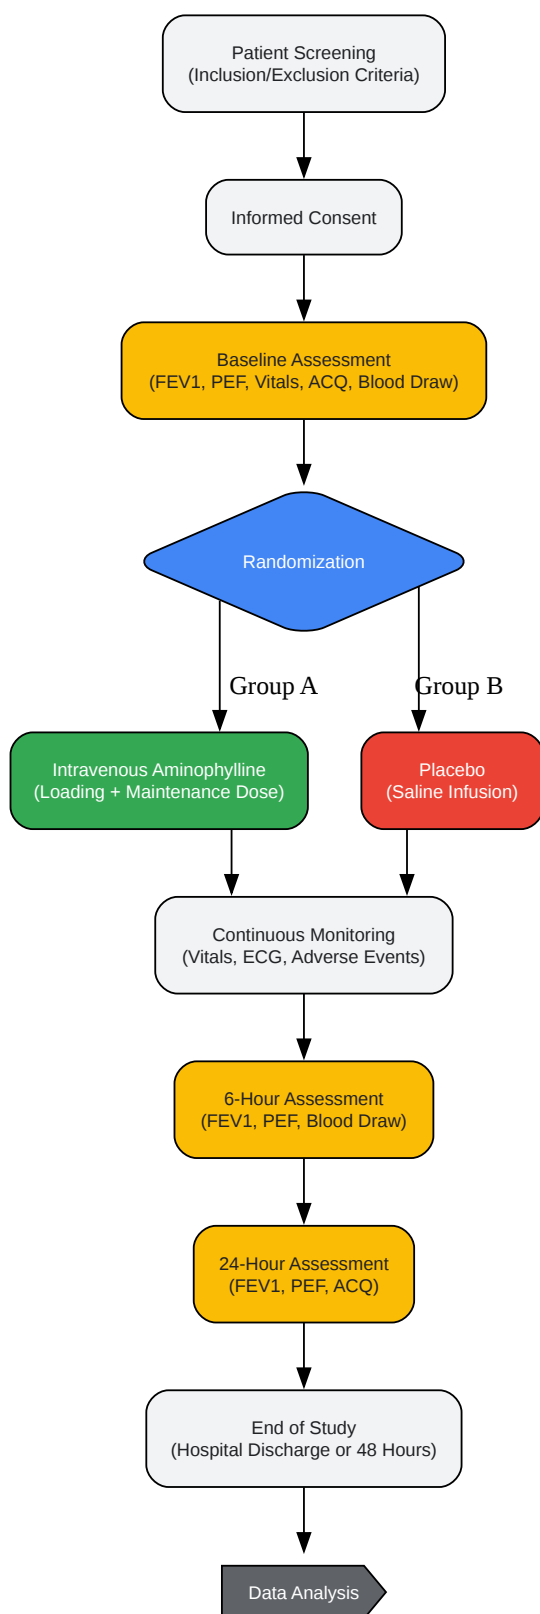 Patient Screening
(Inclusion/Exclusion Criteria)
Informed Consent
Baseline Assessment
(FEV1, PEF, Vitals, ACQ, Blood Draw)
Randomization
Group A
Group B
Intravenous Aminophylline
(Loading + Maintenance Dose)
Placebo
(Saline Infusion)
Continuous Monitoring
(Vitals, ECG, Adverse Events)
6-Hour Assessment
(FEV1, PEF, Blood Draw)
24-Hour Assessment
(FEV1, PEF, ACQ)
End of Study
(Hospital Discharge or 48 Hours)
Data Analysis